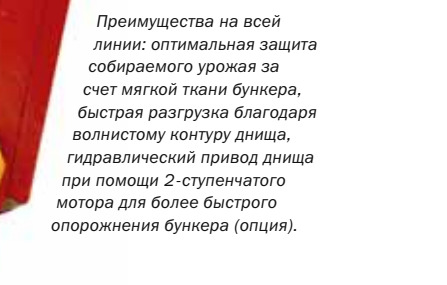 Преимущества на всей
линии: оптимальная защита
собираемого урожая за
счет мягкой ткани бункера,
быстрая разгрузка благодаря
волнистому контуру днища,
гидравлический привод днища
при помощи 2-ступенчатого
мотора для более быстрого
опорожнения бункера (опция).